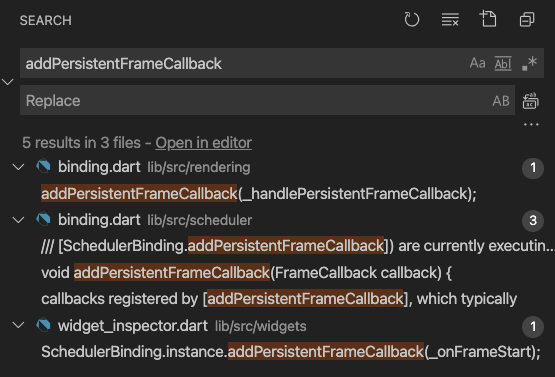 SEARCH
addPersistentFrameCallback Aa Abl .*
Replace AB
5 results in 3 files - Open in editor
binding.dart lib/src/rendering 1
addPersistentFrameCallback(_handlePersistentFrameCallback);
binding.dart lib/src/scheduler 3
/// [SchedulerBinding.addPersistentFrameCallback]) are currently executin...
void addPersistentFrameCallback(FrameCallback callback) {
callbacks registered by [addPersistentFrameCallback], which typically
widget_inspector.dart lib/src/widgets 1
SchedulerBinding.instance.addPersistentFrameCallback(_onFrameStart);